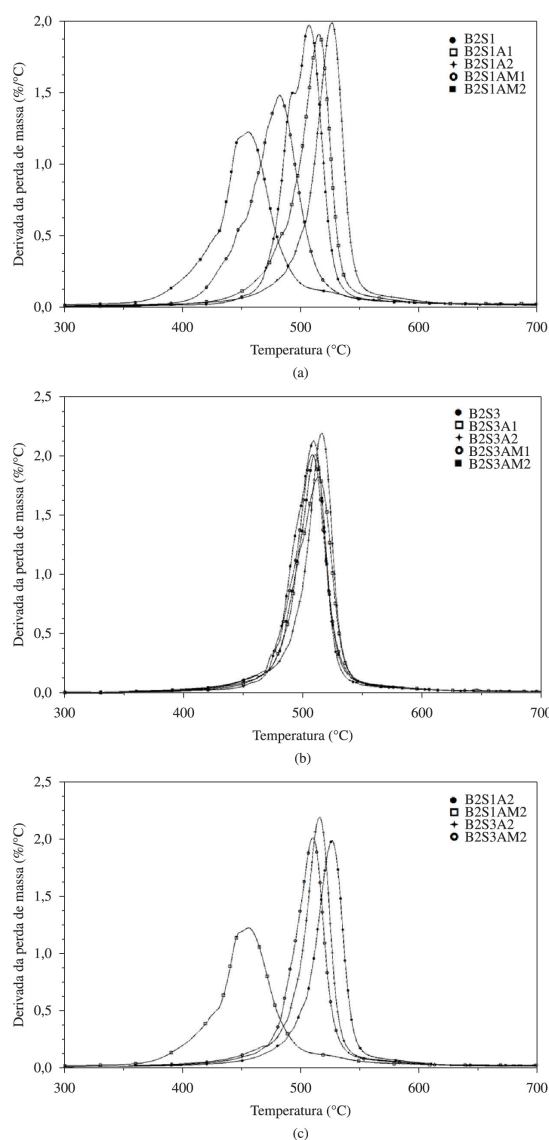 B2S1
B2S1A1
B2S1A2
B2S1AM1
B2S1AM2
Derivada da perda de massa (%/°C)
2,0
1,5
1,0
0,5
0,0
300 400 500 600 700
Temperatura (°C)
(a)
B2S3
B2S3A1
B2S3A2
B2S3AM1
B2S3AM2
Derivada da perda de massa (%/°C)
2,5
2,0
1,5
1,0
0,5
0,0
300 400 500 600 700
Temperatura (°C)
(b)
B2S1A2
B2S1AM2
B2S3A2
B2S3AM2
Derivada da perda de massa (%/°C)
2,5
2,0
1,5
1,0
0,5
0,0
300 400 500 600 700
Temperatura (°C)
(c)